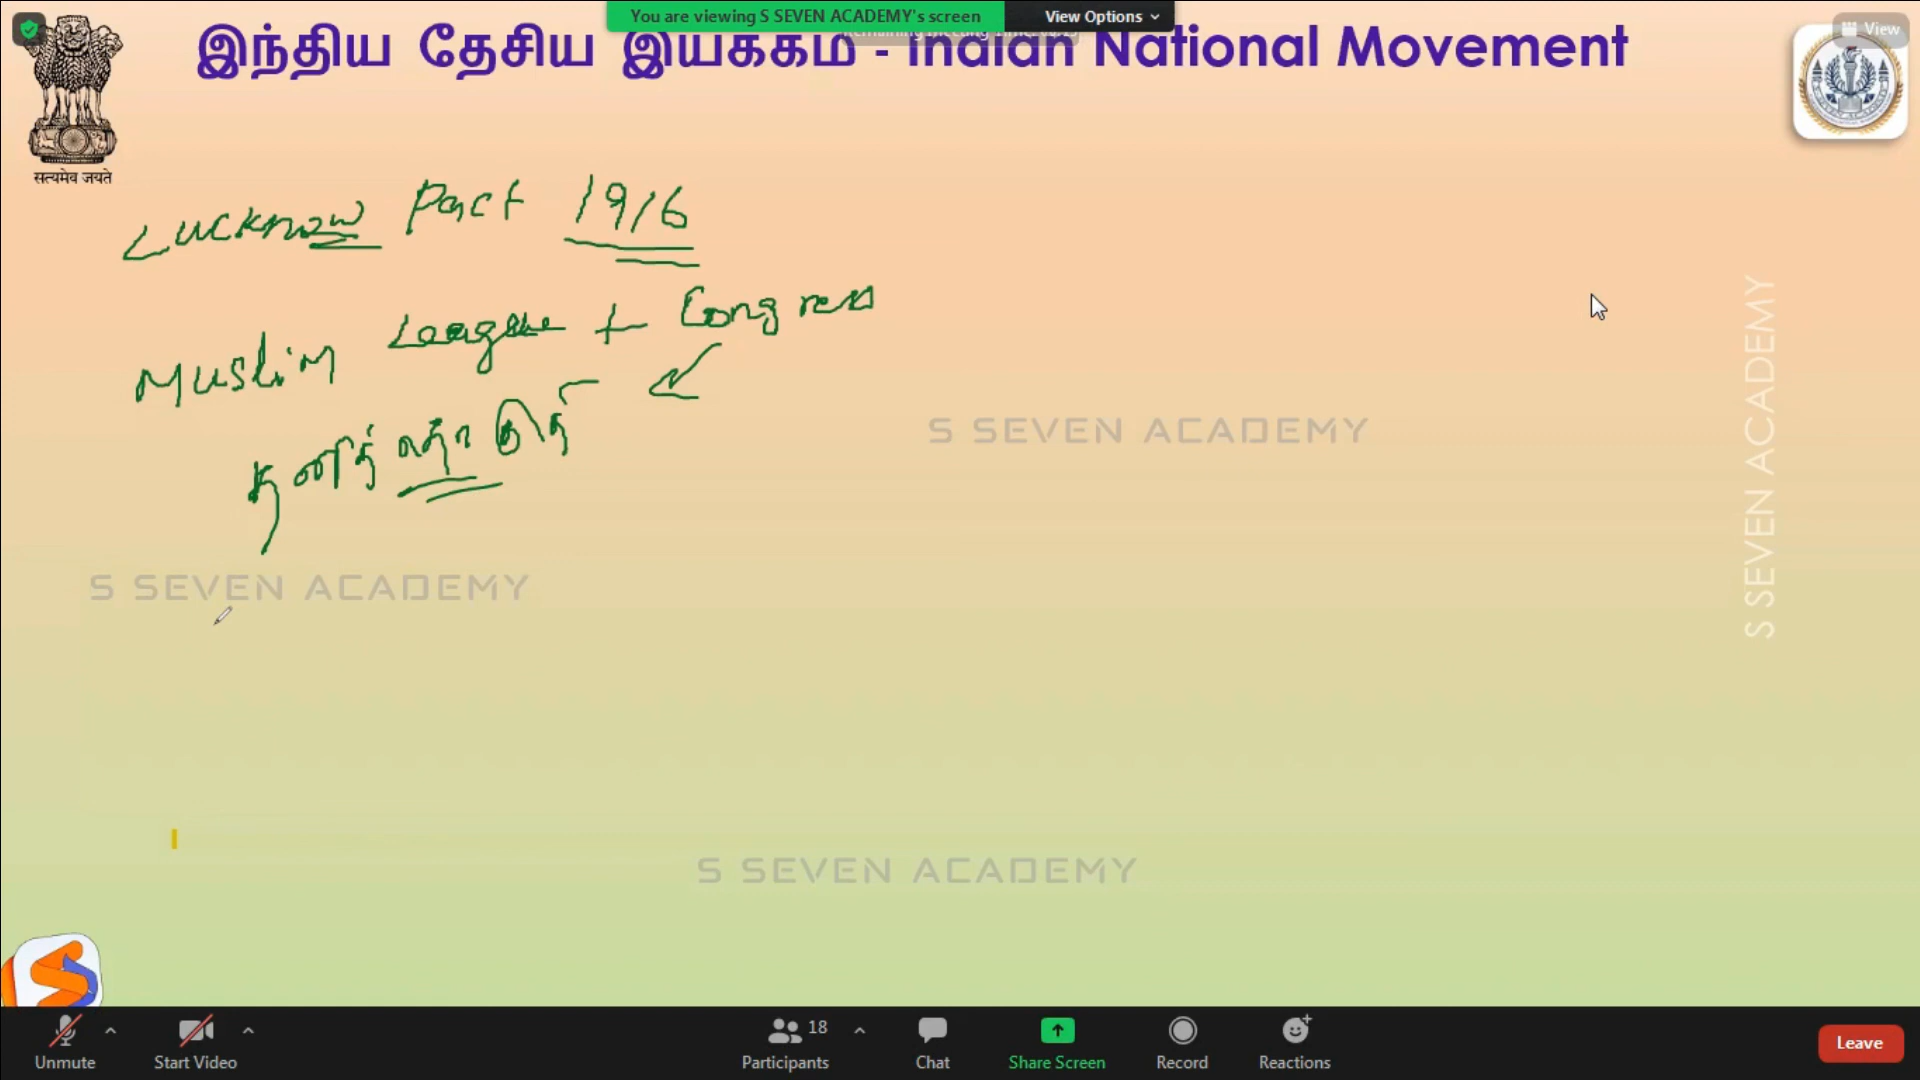 You are viewing S SEVEN ACADEMY's screen View Options
View
இந்திய தேசிய இயக்கம் - Indian National Movement
सत्यमेव जयते
Lucknow Pact 1916
Muslim League + Congress
தனித் தொகுதி
S SEVEN ACADEMY
S SEVEN ACADEMY
S SEVEN ACADEMY
S SEVEN ACADEMY
Unmute Start Video Participants 18 Chat Share Screen Record Reactions Leave